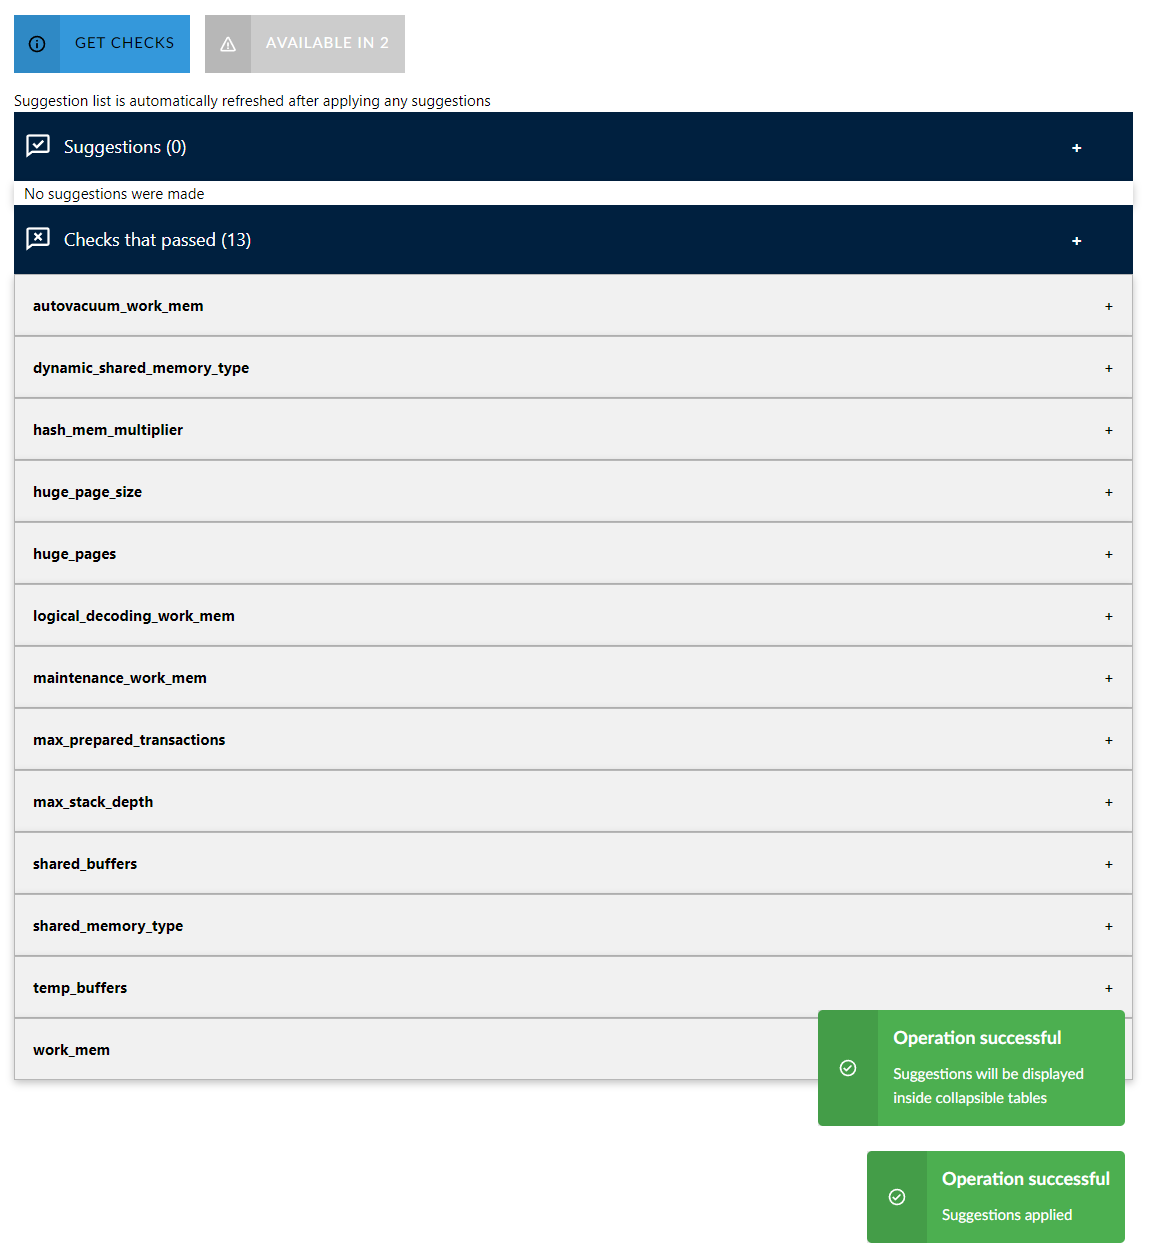 GET CHECKS
AVAILABLE IN 2
Suggestion list is automatically refreshed after applying any suggestions
Suggestions (0)
+
No suggestions were made
Checks that passed (13)
+
autovacuum_work_mem
+
dynamic_shared_memory_type
+
hash_mem_multiplier
+
huge_page_size
+
huge_pages
+
logical_decoding_work_mem
+
maintenance_work_mem
+
max_prepared_transactions
+
max_stack_depth
+
shared_buffers
+
shared_memory_type
+
temp_buffers
+
work_mem
Operation successful
Suggestions will be displayed
inside collapsible tables
Operation successful
Suggestions applied